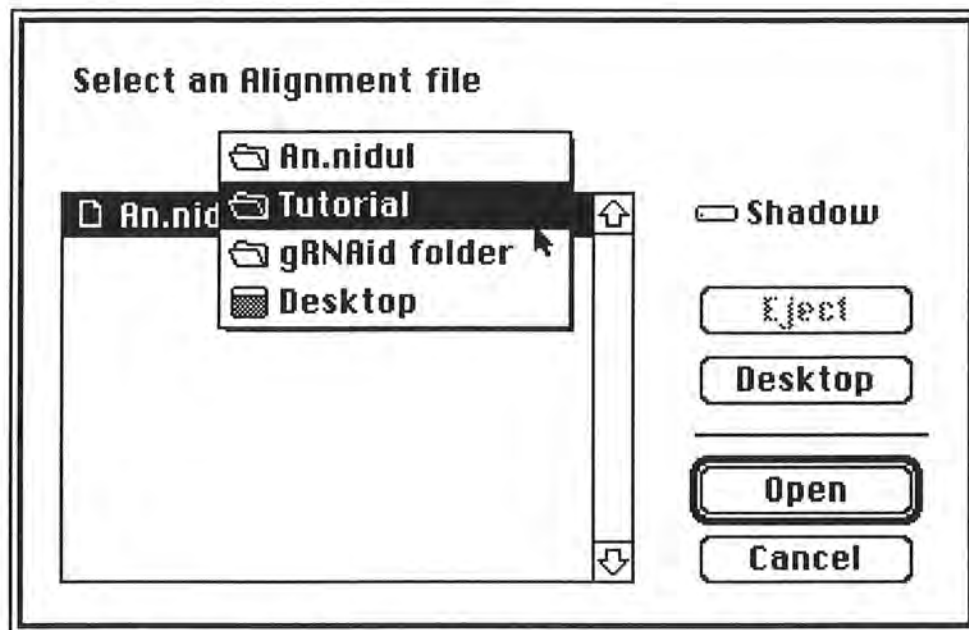 Select an Alignment file
An.nidul
An.nid
Tutorial
gRNAid folder
Desktop
Shadow
Eject
Desktop
Open
Cancel